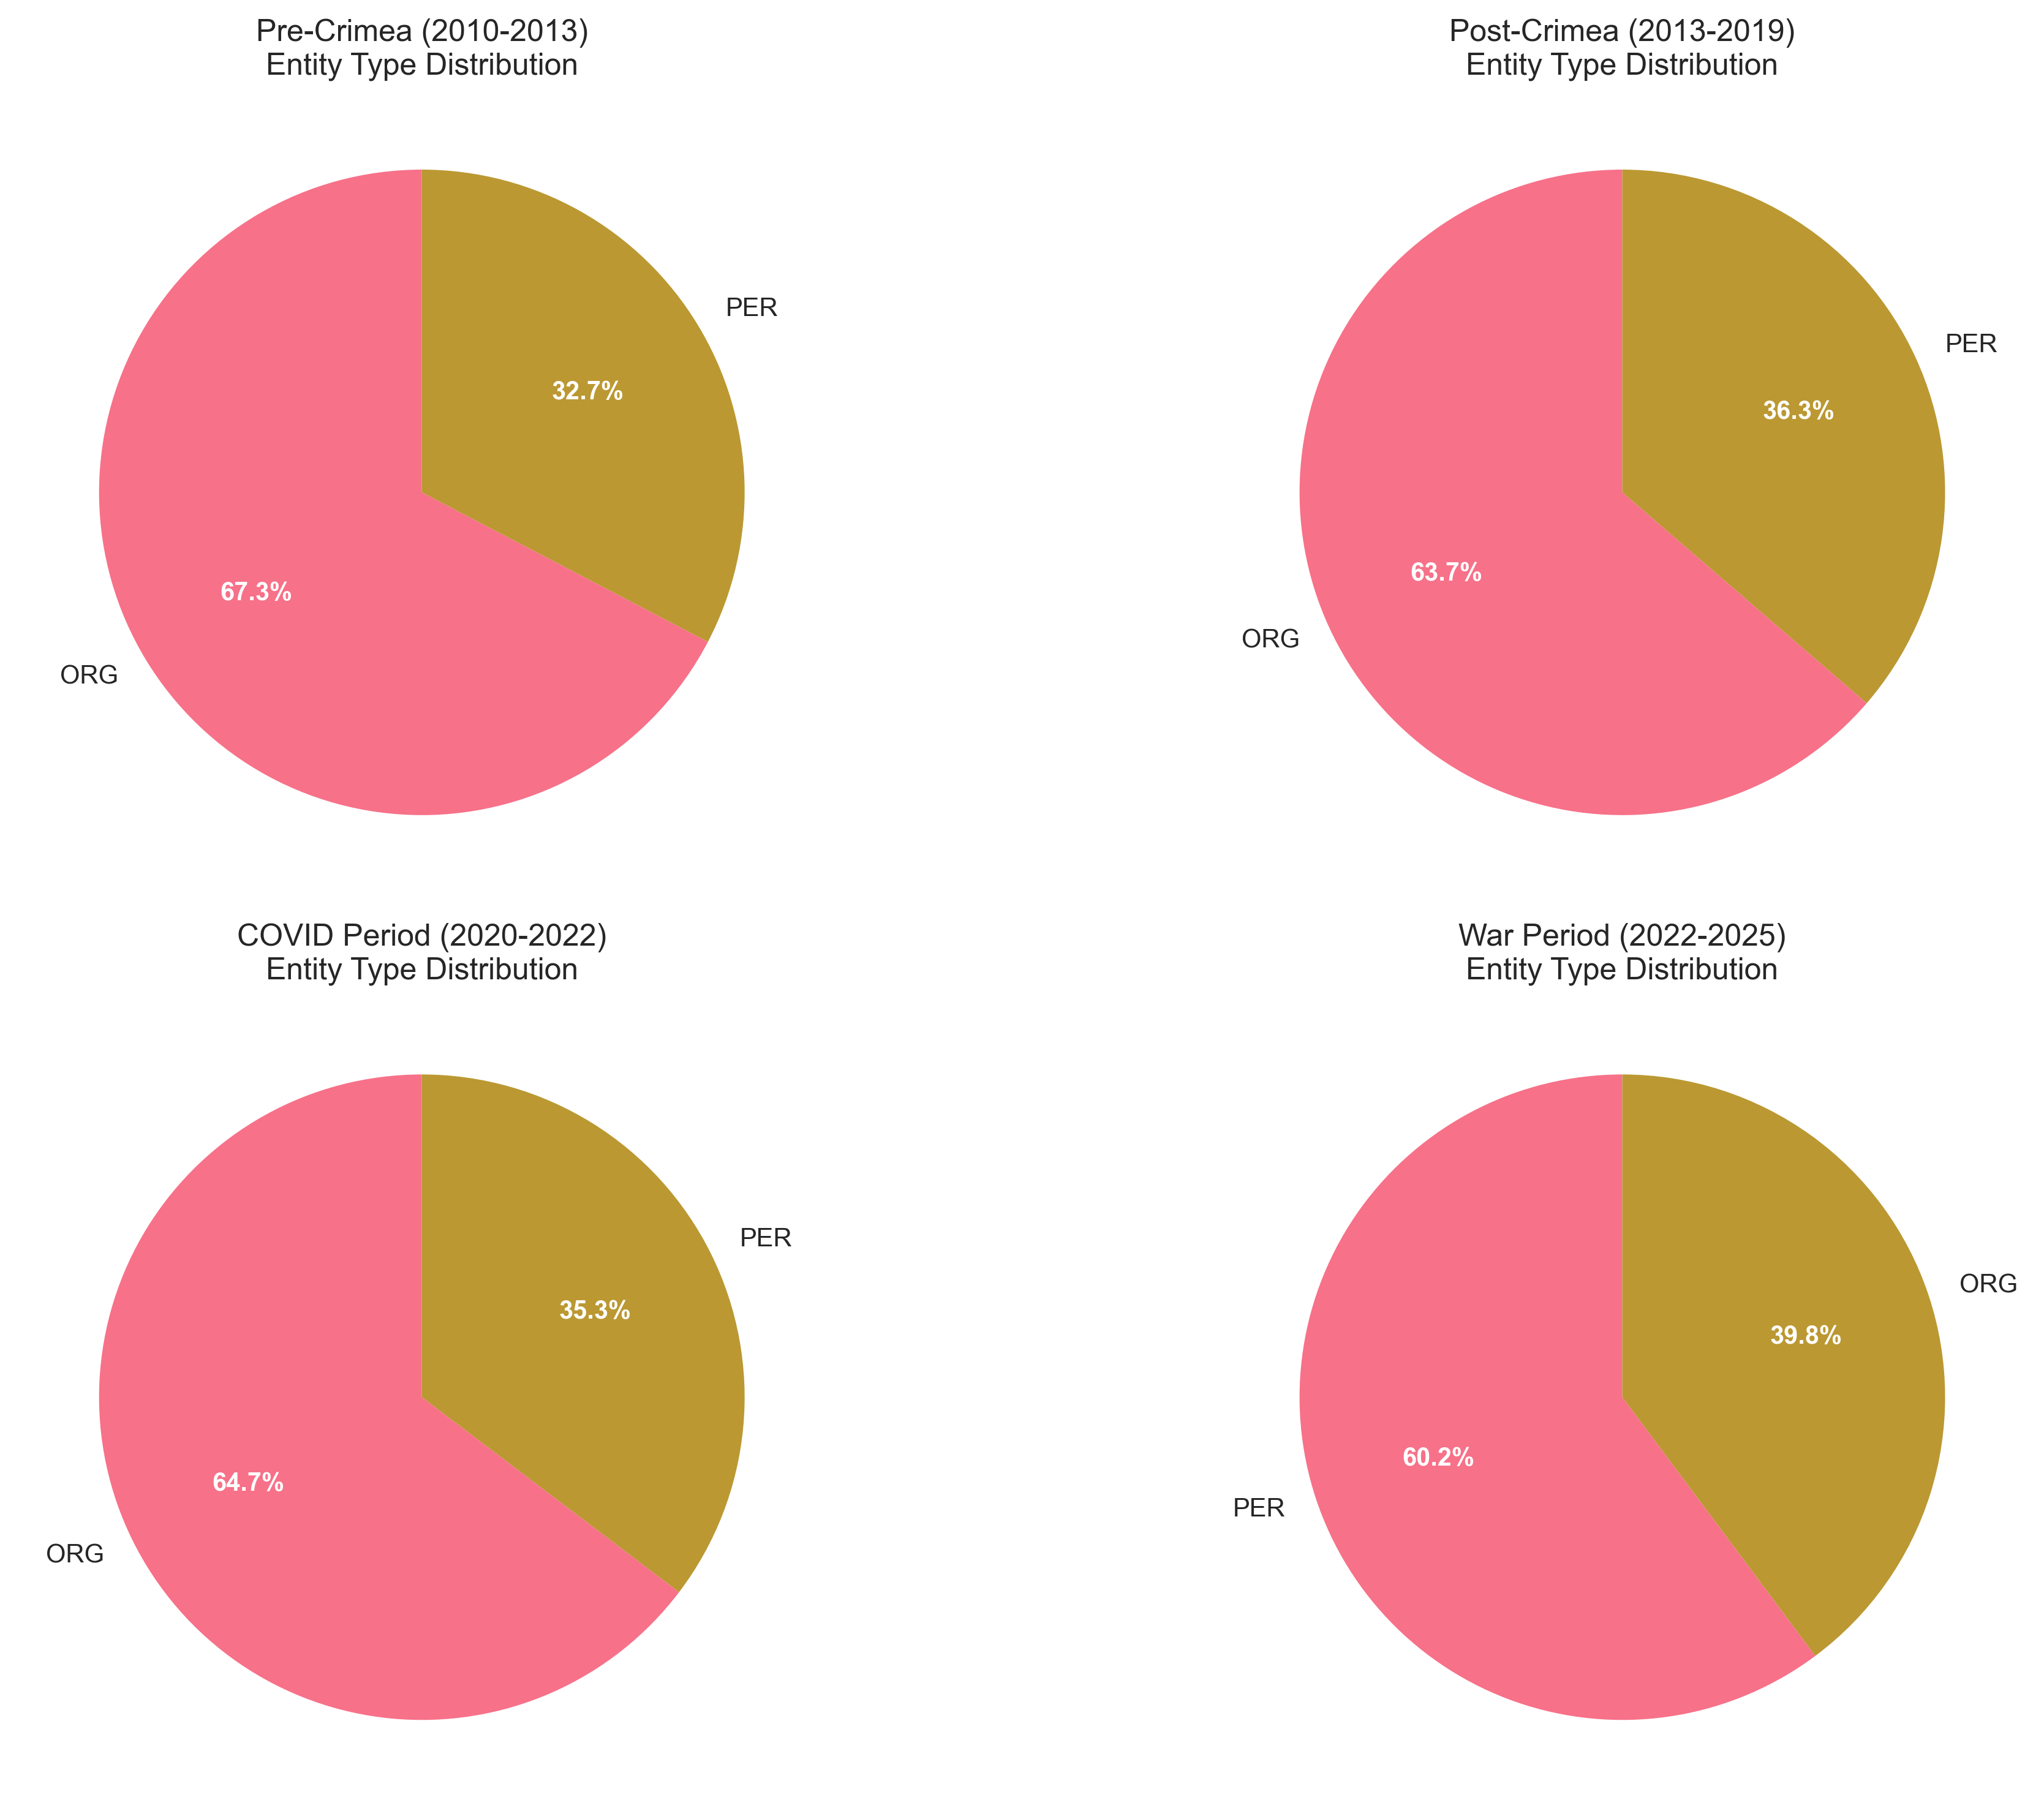 Pre-Crimea (2010-2013)
Entity Type Distribution
PER
32.7%
67.3%
ORG
Post-Crimea (2013-2019)
Entity Type Distribution
PER
36.3%
63.7%
ORG
COVID Period (2020-2022)
Entity Type Distribution
PER
35.3%
64.7%
ORG
War Period (2022-2025)
Entity Type Distribution
ORG
39.8%
60.2%
PER